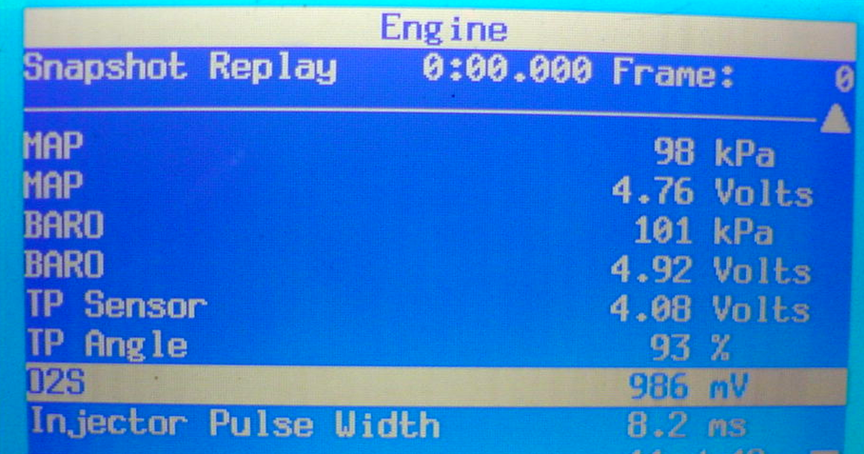 Engine
Snapshot Replay 0:00.000 Frame: 0
MAP 98 kPa
MAP 4.76 Volts
BARO 101 kPa
BARO 4.92 Volts
TP Sensor 4.08 Volts
TP Angle 93 %
O2S 986 mV
Injector Pulse Width 8.2 ms